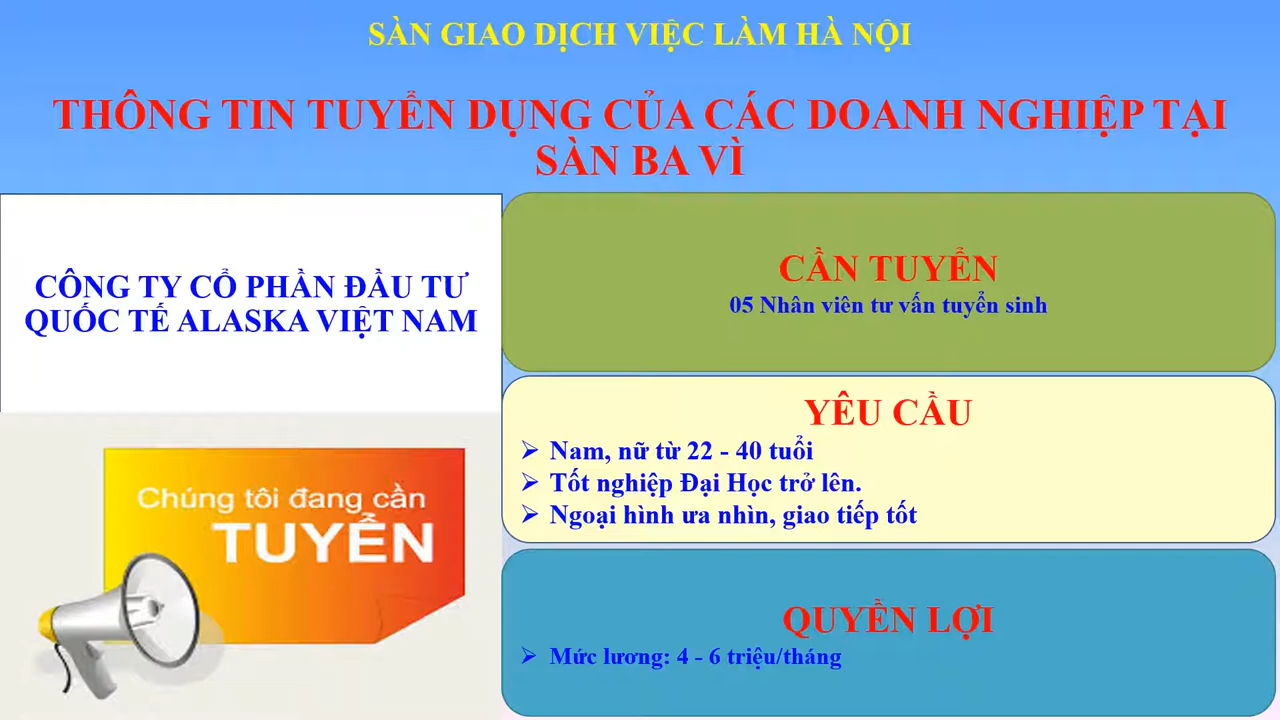 SÀN GIAO DỊCH VIỆC LÀM HÀ NỘI
THÔNG TIN TUYỂN DỤNG CỦA CÁC DOANH NGHIỆP TẠI
SÀN BA VÌ
CÔNG TY CỔ PHẦN ĐẦU TƯ
QUỐC TẾ ALASKA VIỆT NAM
Chúng tôi đang cần
TUYỂN
CẦN TUYỂN
05 Nhân viên tư vấn tuyển sinh
YÊU CẦU
➢ Nam, nữ từ 22 - 40 tuổi
➢ Tốt nghiệp Đại Học trở lên.
➢ Ngoại hình ưa nhìn, giao tiếp tốt
QUYỀN LỢI
➢ Mức lương: 4 - 6 triệu/tháng